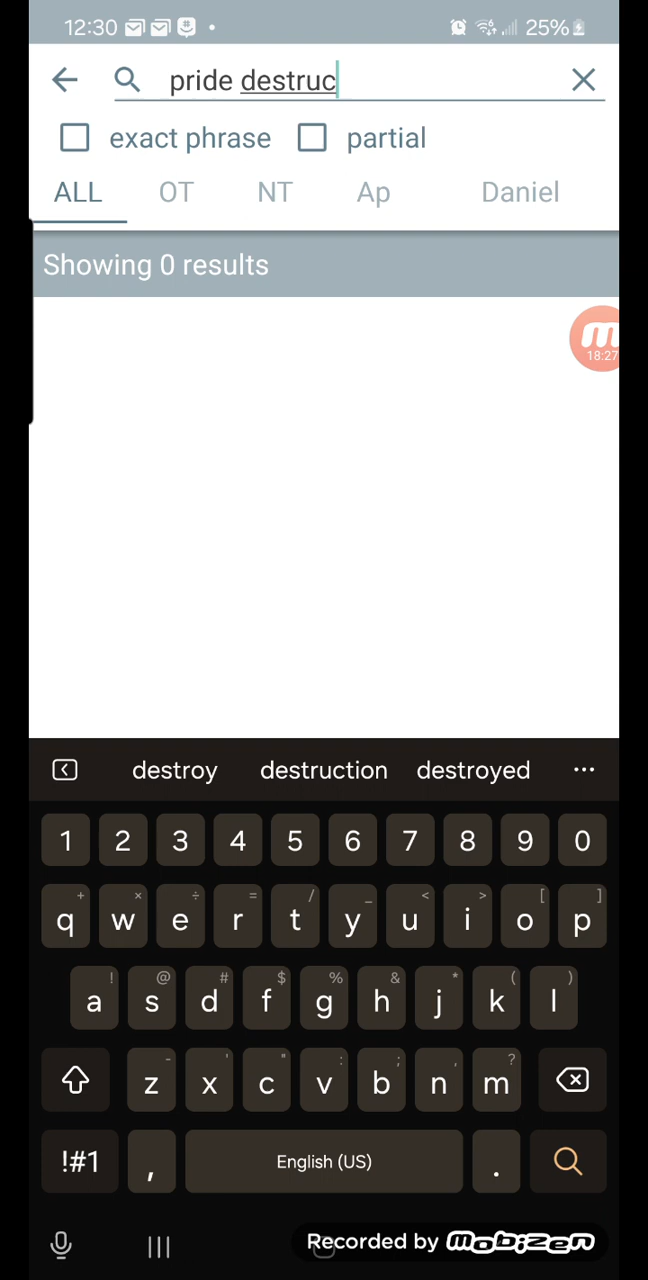 12:30 25%
pride destruc
exact phrase partial
ALL OT NT Ap Daniel
Showing 0 results
18:27
destroy destruction destroyed ...
1 2 3 4 5 6 7 8 9 0
+ × ÷ = / _ < > [ ]
q w e r t y u i o p
! @ # $ % & * ( )
a s d f g h j k l
- ' " : ; , ?
z x c v b n m
!#1 , English (US) .
Recorded by mobizen